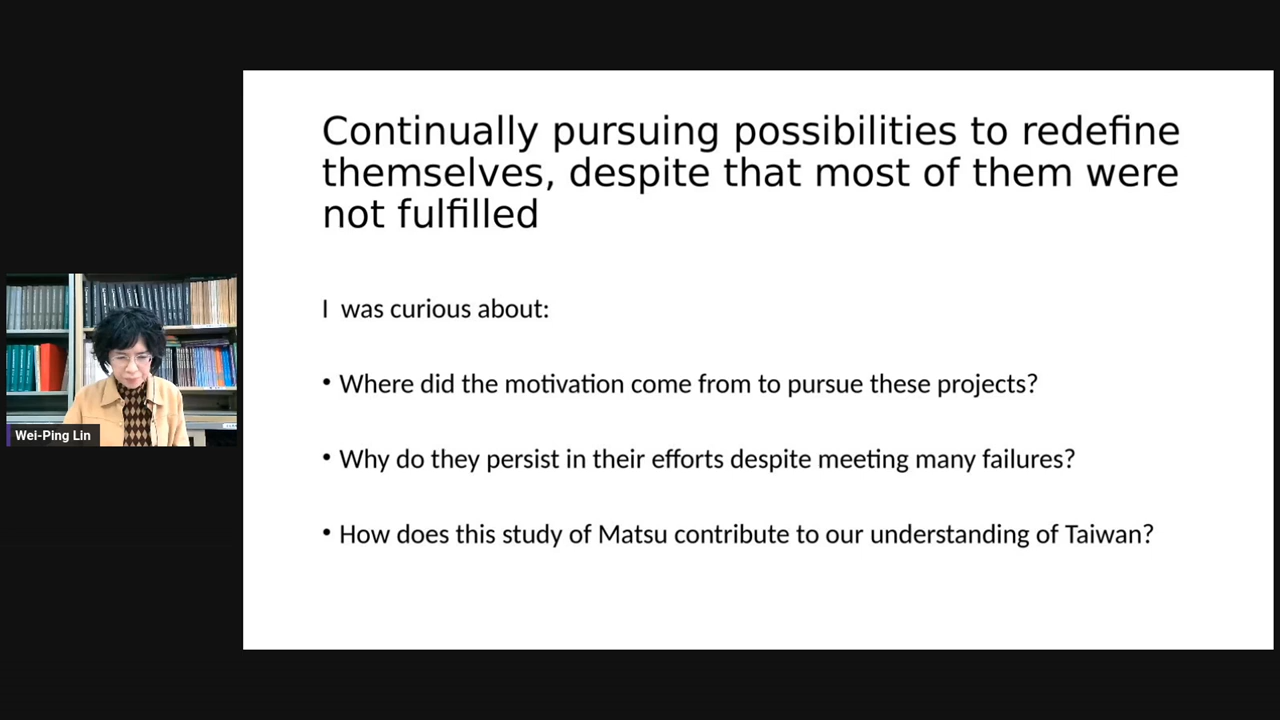 Continually pursuing possibilities to redefine
themselves, despite that most of them were
not fulfilled
I  was curious about:
• Where did the motivation come from to pursue these projects?
• Why do they persist in their efforts despite meeting many failures?
• How does this study of Matsu contribute to our understanding of Taiwan?
Wei-Ping Lin